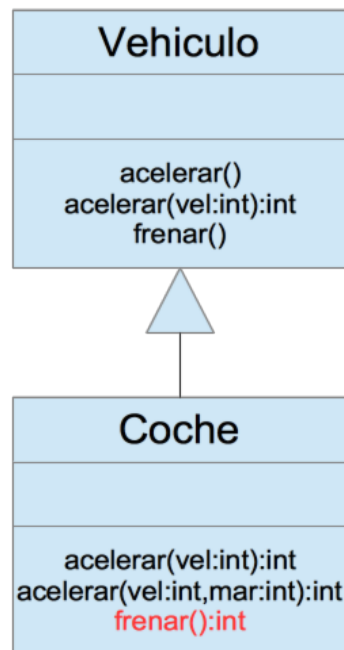 Vehiculo
acelerar()
acelerar(vel:int):int
frenar()
Coche
acelerar(vel:int):int
acelerar(vel:int,mar:int):int
frenar():int